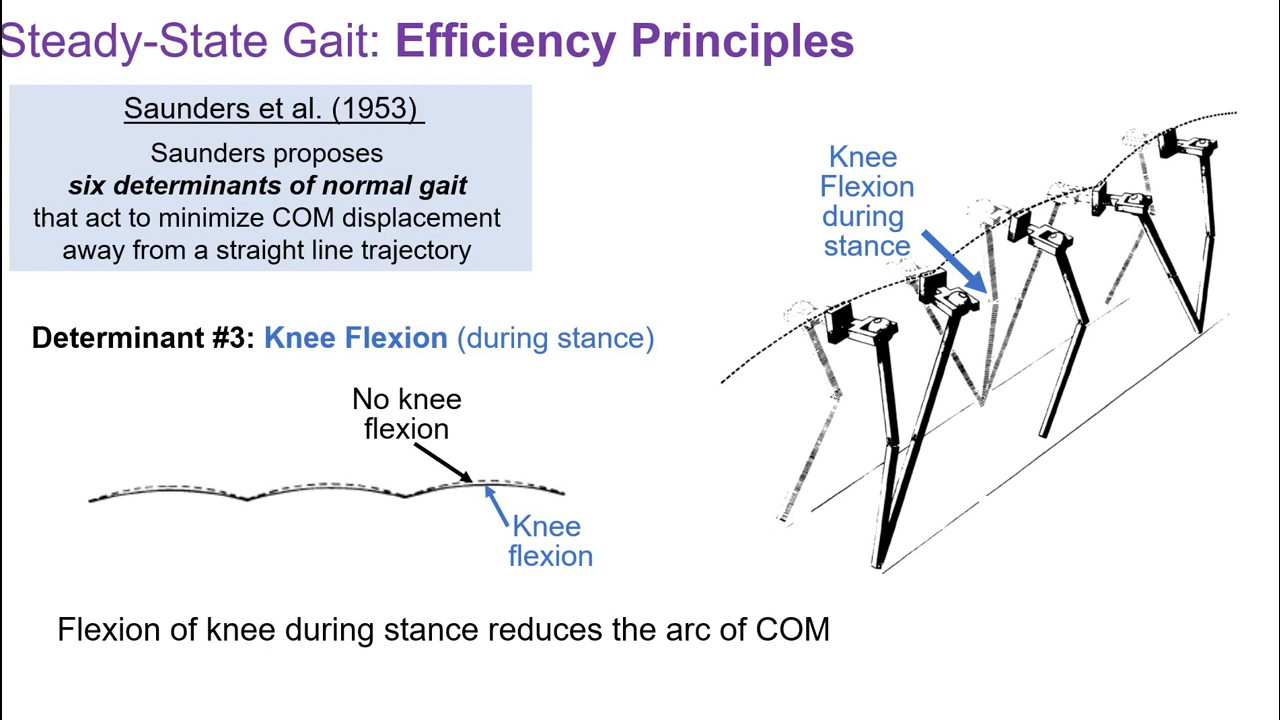 Steady-State Gait: Efficiency Principles
Saunders et al. (1953)
Saunders proposes
six determinants of normal gait
that act to minimize COM displacement
away from a straight line trajectory
Knee
Flexion
during
stance
Determinant #3: Knee Flexion (during stance)
No knee
flexion
Knee
flexion
Flexion of knee during stance reduces the arc of COM